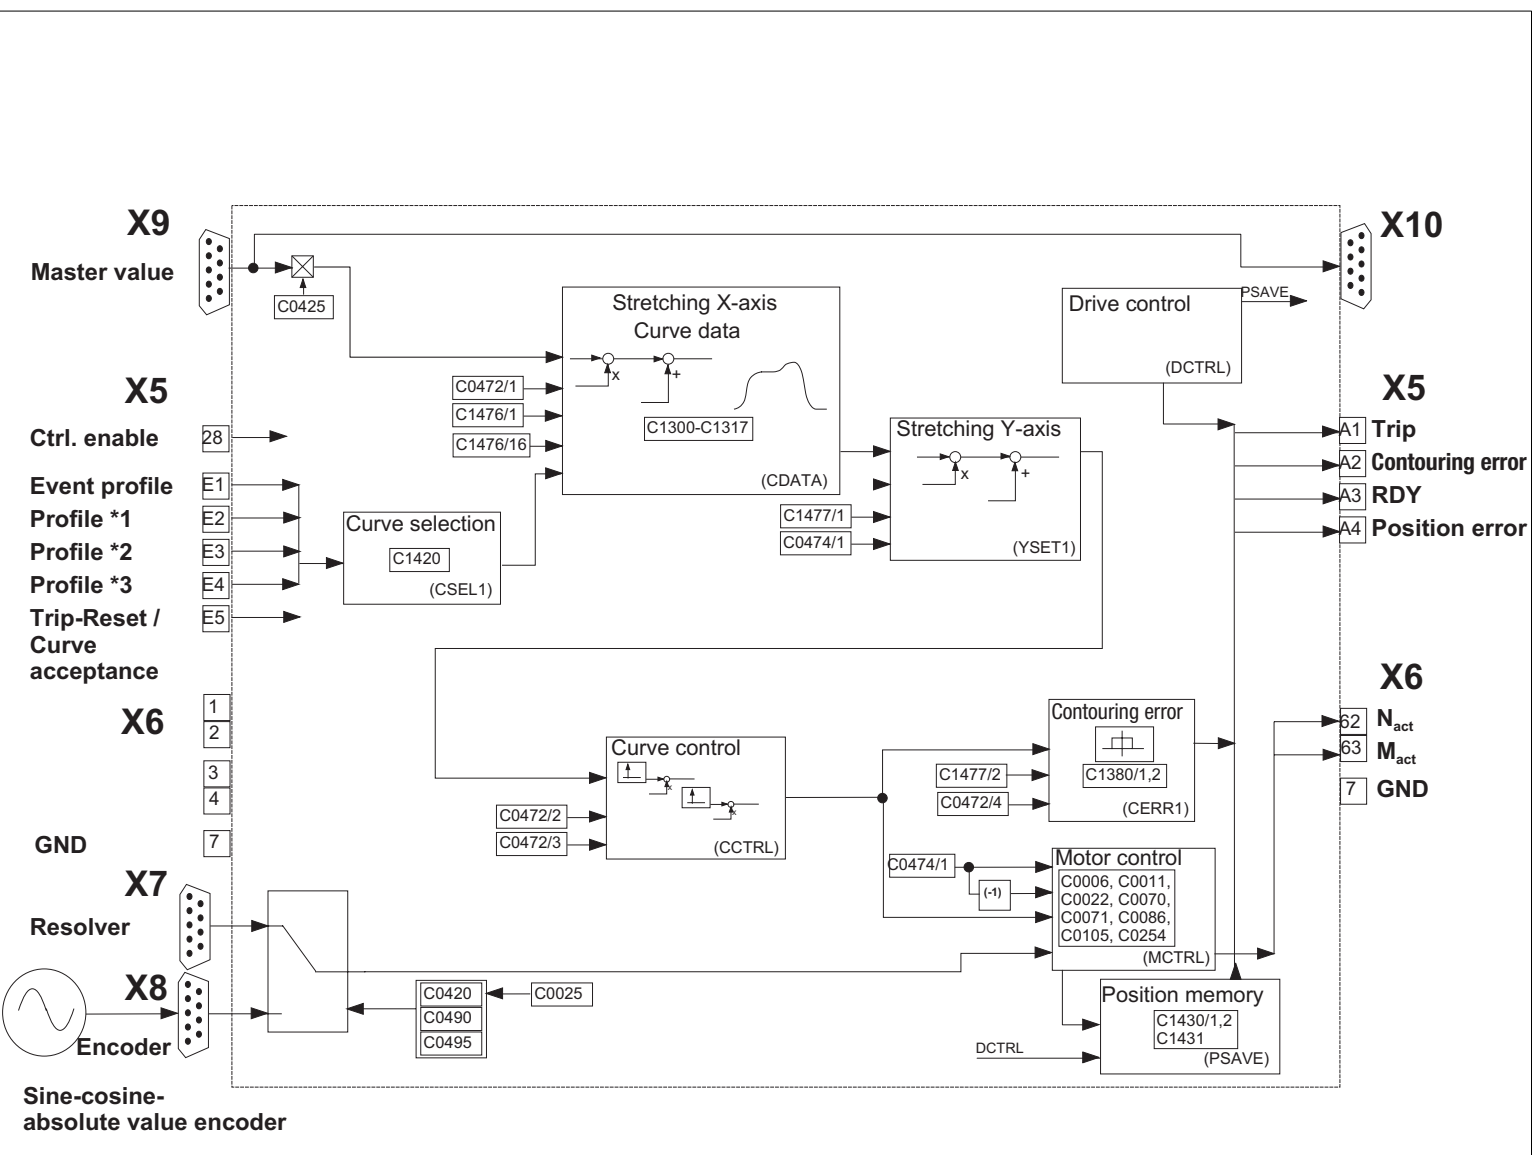 X9
Master value
C0425
X10
Stretching X-axis
Curve data
x
+
C1300-C1317
(CDATA)
C0472/1
C1476/1
C1476/16
Drive control
PSAVE
(DCTRL)
X5
Ctrl. enable
28
Event profile
E1
Profile *1
E2
Profile *2
E3
Profile *3
E4
Trip-Reset /
Curve
acceptance
E5
Curve selection
C1420
(CSEL1)
Stretching Y-axis
x
+
(YSET1)
C1477/1
C0474/1
X5
A1 Trip
A2 Contouring error
A3 RDY
A4 Position error
X6
1
2
3
4
GND
7
Curve control
x
x
(CCTRL)
C0472/2
C0472/3
Contouring error
C1380/1,2
(CERR1)
C1477/2
C0472/4
X6
62 Nact
63 Mact
7 GND
C0474/1
(-1)
Motor control
C0006, C0011,
C0022, C0070,
C0071, C0086,
C0105, C0254
(MCTRL)
X7
Resolver
X8
Encoder
C0420
C0490
C0495
C0025
DCTRL
Position memory
C1430/1,2
C1431
(PSAVE)
Sine-cosine-
absolute value encoder